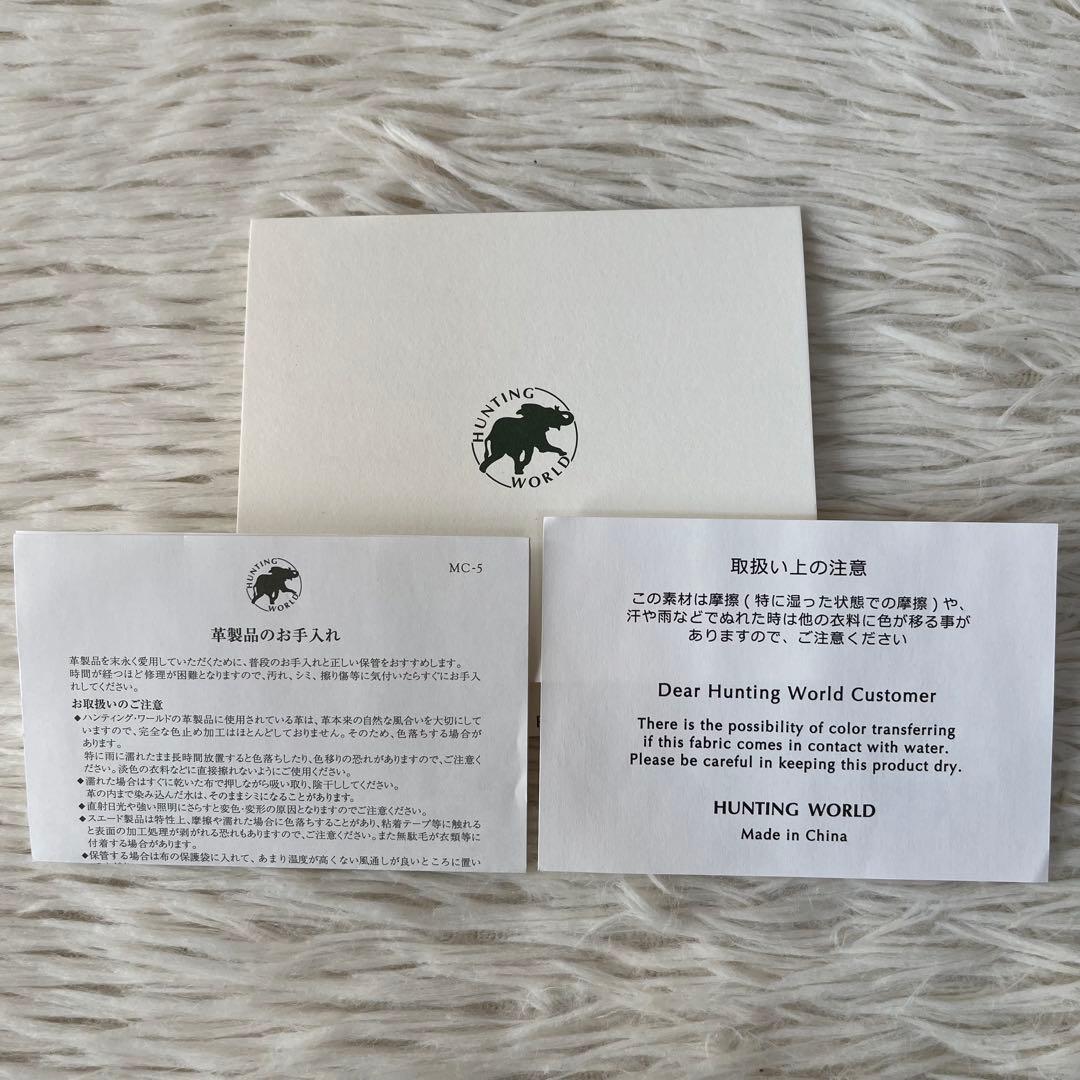 HUNTING
WORLD
HUNTING
WORLD
MC-5
革製品のお手入れ
革製品を末永く愛用していただくために、普段のお手入れと正しい保管をおすすめします。
時間が経つほど修理が困難となりますので、汚れ、シミ、擦り傷等に気付いたらすぐにお手入
れしてください。
お取扱いのご注意
◆ハンティング・ワールドの革製品に使用されている革は、革本来の自然な風合いを大切にして
いますので、完全な色止め加工はほとんどしておりません。そのため、色落ちする場合が
あります。
特に雨に濡れたまま長時間放置すると色落ちしたり、色移りの恐れがありますので、ご注意く
ださい。淡色の衣料などに直接擦れないようにご使用ください。
◆濡れた場合はすぐに乾いた布で押しながら吸い取り、陰干ししてください。
革の内まで染み込んだ水は、そのままシミになることがあります。
◆直射日光や強い照明にさらすと変色・変形の原因となりますのでご注意ください。
◆スエード製品は特性上、摩擦や濡れた場合に色落ちすることがあり、粘着テープ等に触れる
と表面の加工処理が剥がれる恐れもありますので、ご注意ください。また無駄毛が衣類等に
付着する場合があります。
◆保管する場合は布の保護袋に入れて、あまり温度が高くない風通しが良いところに置い
取扱い上の注意
この素材は摩擦(特に湿った状態での摩擦)や、
汗や雨などでぬれた時は他の衣料に色が移る事が
ありますので、ご注意ください
Dear Hunting World Customer
There is the possibility of color transferring
if this fabric comes in contact with water.
Please be careful in keeping this product dry.
HUNTING WORLD
Made in China